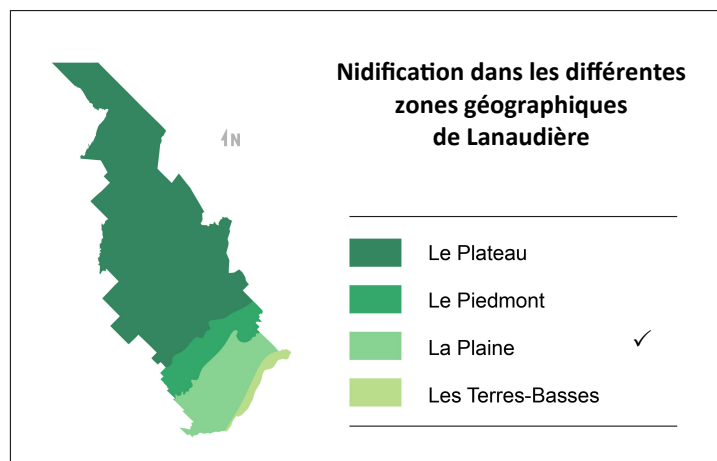 Nidification dans les différentes
zones géographiques
de Lanaudière
N
Le Plateau
Le Piedmont
La Plaine ✓
Les Terres-Basses